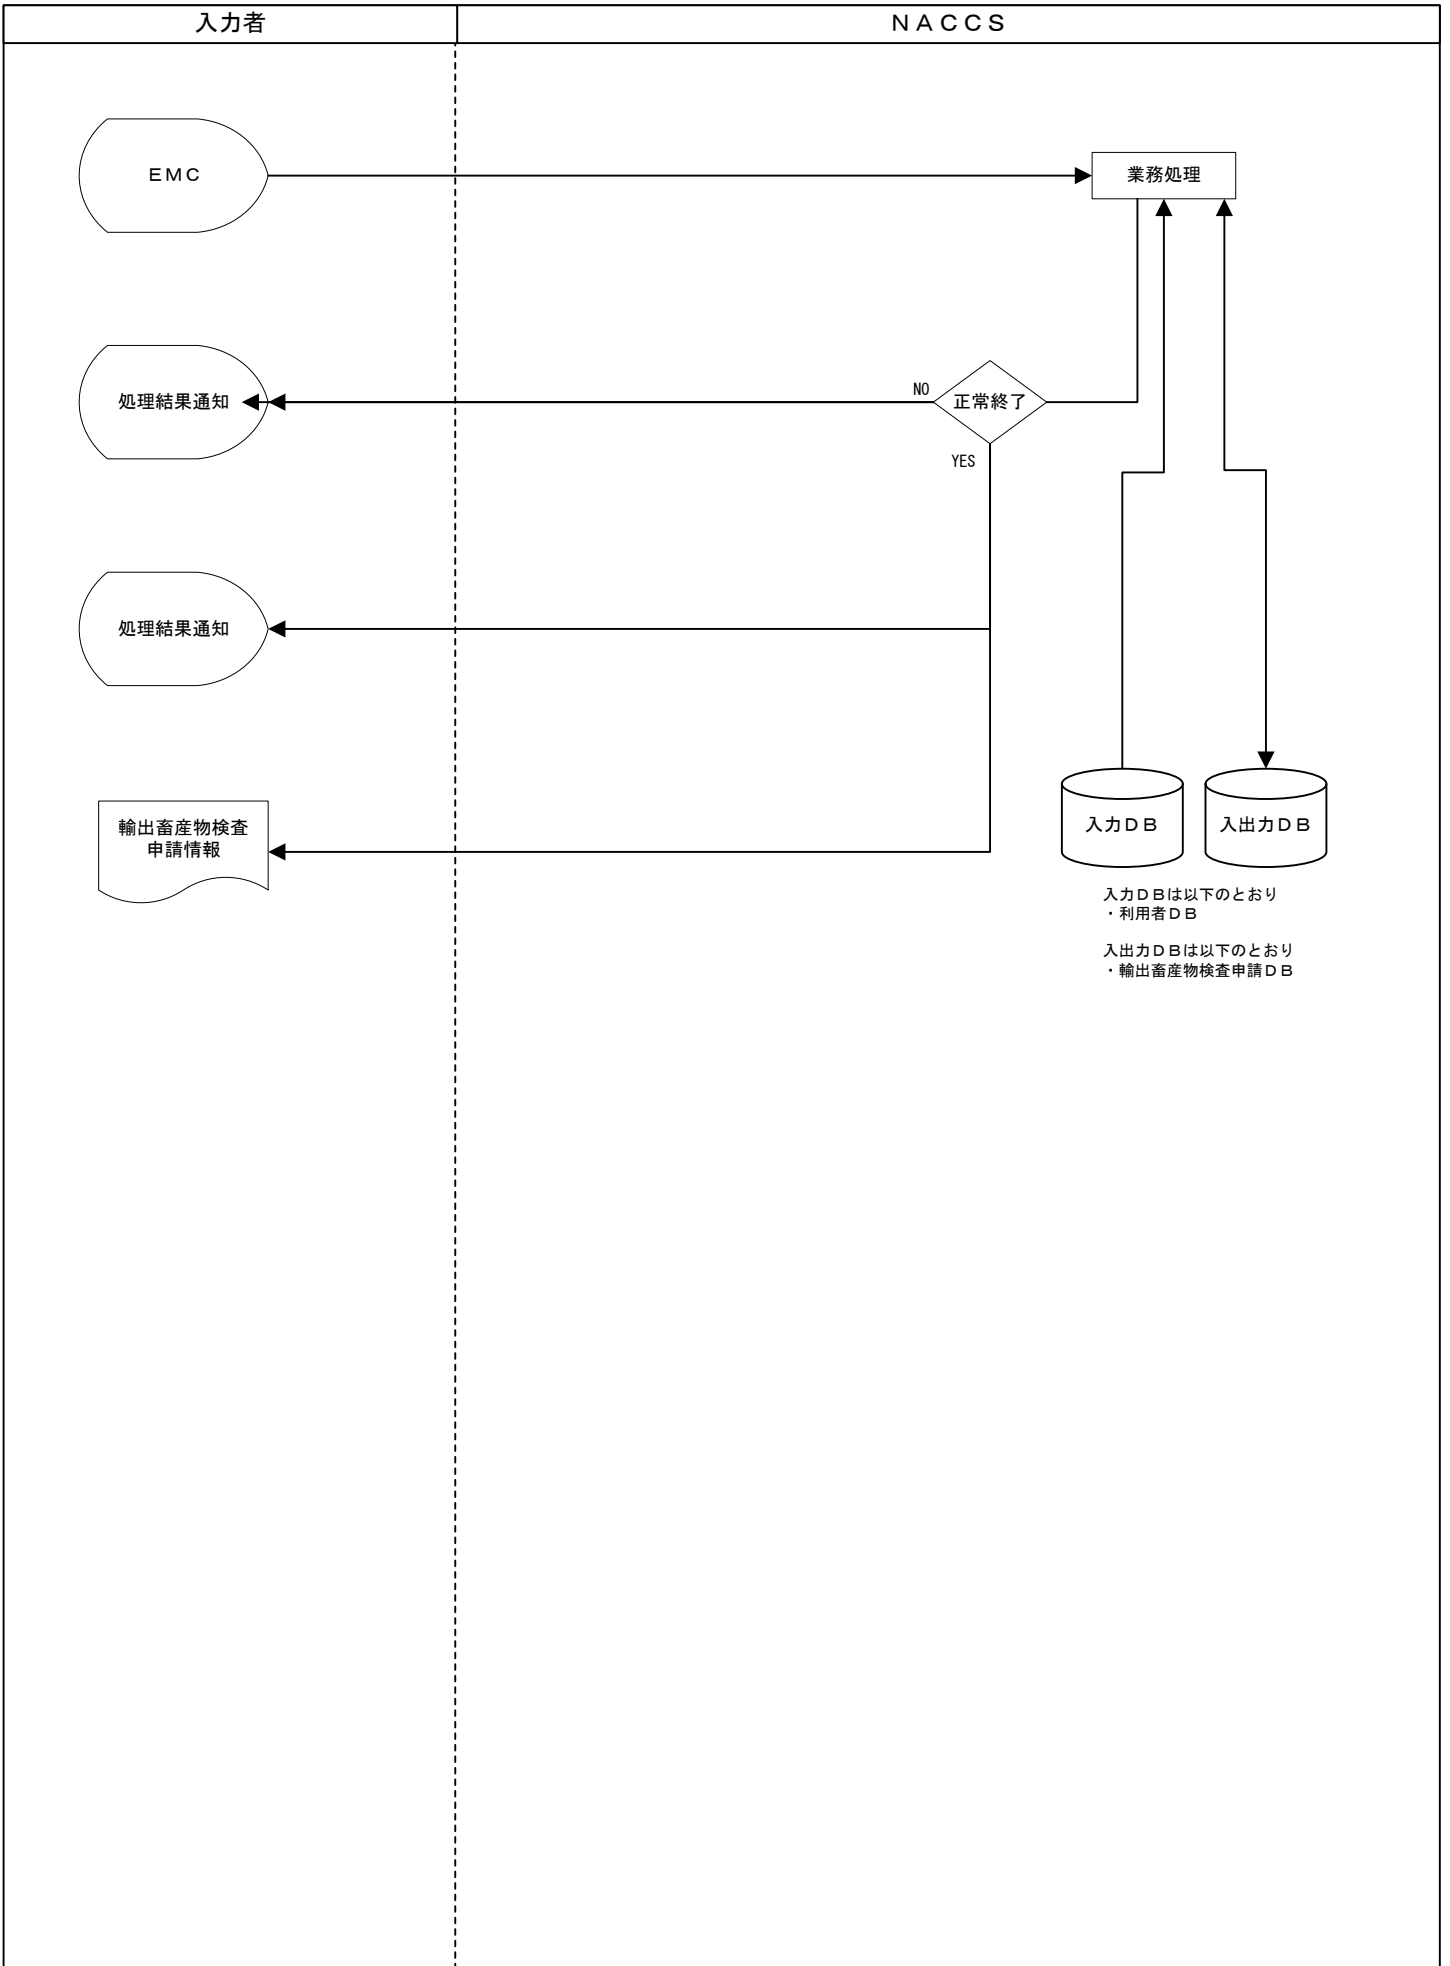 入力者
ＮＡＣＣＳ
ＥＭＣ
業務処理
処理結果通知
NO
正常終了
YES
処理結果通知
輸出畜産物検査
申請情報
入力ＤＢ
入出力ＤＢ
入力ＤＢは以下のとおり
・利用者ＤＢ
入出力ＤＢは以下のとおり
・輸出畜産物検査申請ＤＢ